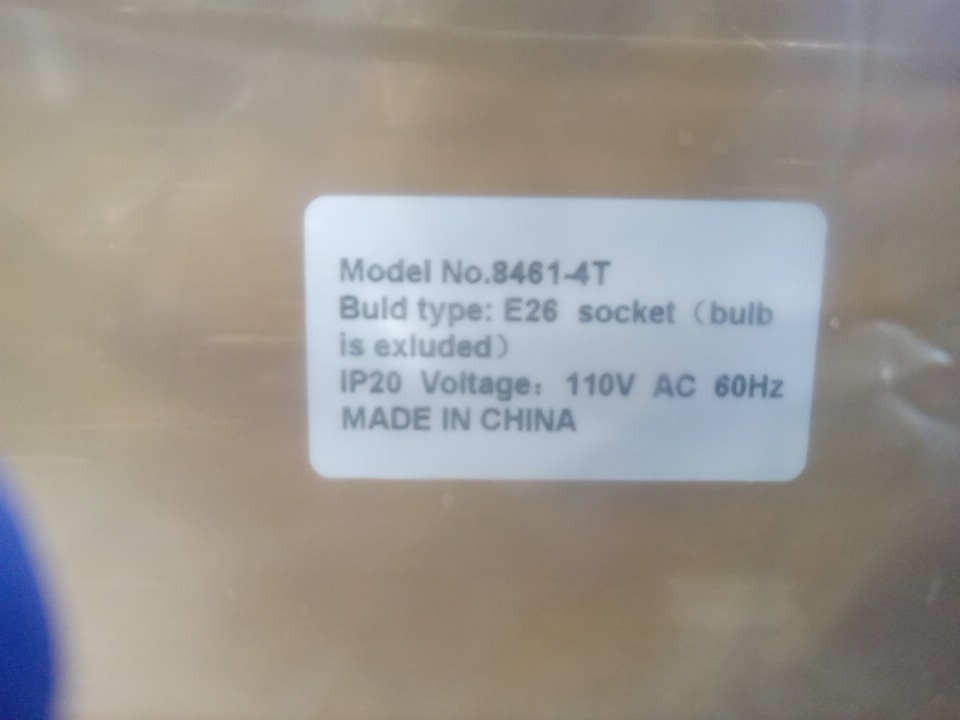 Model No.8461-4T
Buld type: E26 socket（bulb
is exluded）
IP20 Voltage：110V AC 60Hz
MADE IN CHINA